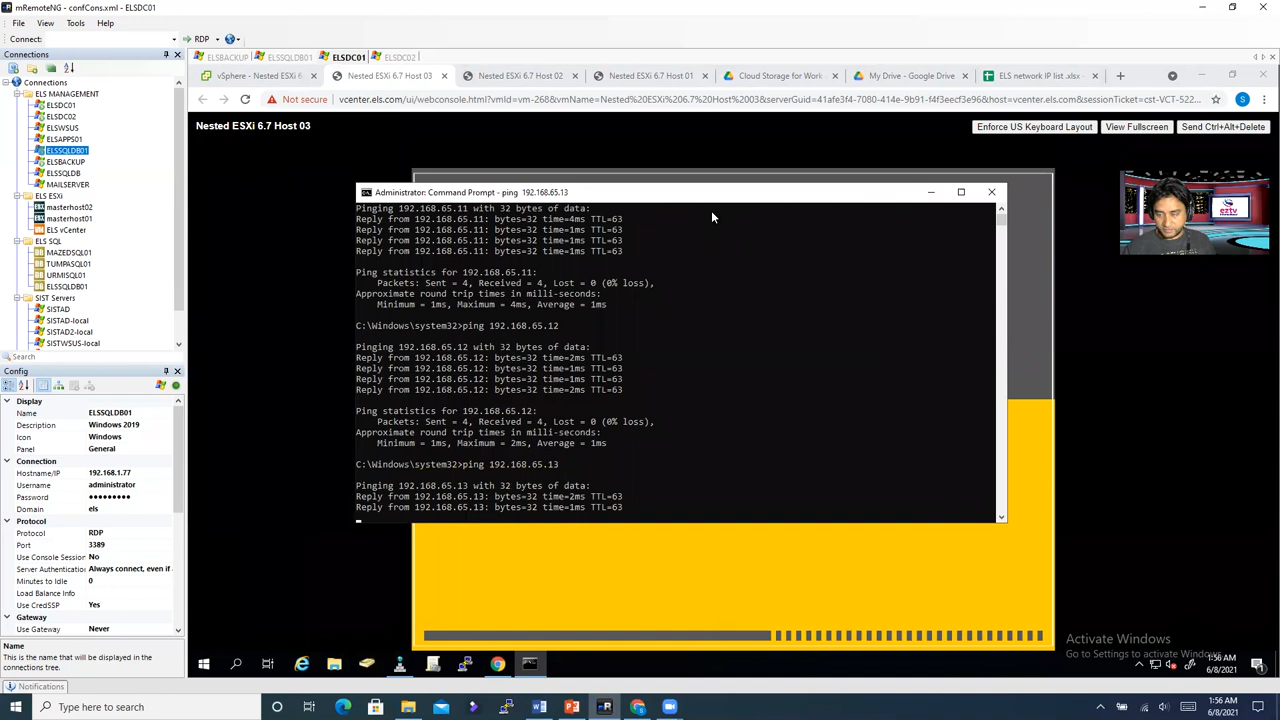 mRemoteNG - confCons.xml - ELSDC01
File View Tools Help
Connect: RDP
Connections
ELSBACKUP ELSSQLDB01 ELSDC01 ELSDC02
vSphere - Nested ESXi 6 Nested ESXi 6.7 Host 03 Nested ESXi 6.7 Host 02 Nested ESXi 6.7 Host 01 Cloud Storage for Work My Drive - Google Drive ELS network IP list .xlsx -
Not secure vcenter.els.com/ui/webconsole.html?vmId=vm-268&vmName=Nested%20ESXi%206.7%20Host%2003&serverGuid=41afe3f4-7080-414e-9b91-f4f3eecf3e96&host=vcenter.els.com&sessionTicket=cst-VCT-522... S
Nested ESXi 6.7 Host 03
Enforce US Keyboard Layout View Fullscreen Send Ctrl+Alt+Delete
Connections
ELS MANAGEMENT
ELSDC01
ELSDC02
ELSWSUS
ELSAPPS01
ELSSQLDB01
ELSBACKUP
ELSSQLDB
MAILSERVER
ELS ESXi
masterhost02
masterhost01
ELS vCenter
ELS SQL
MAZEDSQL01
TUMPASQL01
URMISQL01
ELSSQLDB01
SIST Servers
SISTAD
SISTAD-local
SISTAD2-local
SISTWSUS-local
Search
Config
Display
Name ELSSQLDB01
Description Windows 2019
Icon Windows
Panel General
Connection
Hostname/IP 192.168.1.77
Username administrator
Password •••••••••
Domain els
Protocol
Protocol RDP
Port 3389
Use Console Session No
Server Authentication Always connect, even if
Minutes to Idle 0
Load Balance Info
Use CredSSP Yes
Gateway
Use Gateway Never
Name
This is the name that will be displayed in the
connections tree.
Notifications
Administrator: Command Prompt - ping 192.168.65.13
Pinging 192.168.65.11 with 32 bytes of data:
Reply from 192.168.65.11: bytes=32 time=4ms TTL=63
Reply from 192.168.65.11: bytes=32 time=1ms TTL=63
Reply from 192.168.65.11: bytes=32 time=1ms TTL=63
Reply from 192.168.65.11: bytes=32 time=1ms TTL=63
Ping statistics for 192.168.65.11:
Packets: Sent = 4, Received = 4, Lost = 0 (0% loss),
Approximate round trip times in milli-seconds:
Minimum = 1ms, Maximum = 4ms, Average = 1ms
C:\Windows\system32>ping 192.168.65.12
Pinging 192.168.65.12 with 32 bytes of data:
Reply from 192.168.65.12: bytes=32 time=2ms TTL=63
Reply from 192.168.65.12: bytes=32 time=1ms TTL=63
Reply from 192.168.65.12: bytes=32 time=1ms TTL=63
Reply from 192.168.65.12: bytes=32 time=1ms TTL=63
Ping statistics for 192.168.65.12:
Packets: Sent = 4, Received = 4, Lost = 0 (0% loss),
Approximate round trip times in milli-seconds:
Minimum = 1ms, Maximum = 2ms, Average = 1ms
C:\Windows\system32>ping 192.168.65.13
Pinging 192.168.65.13 with 32 bytes of data:
Reply from 192.168.65.13: bytes=32 time=2ms TTL=63
Reply from 192.168.65.13: bytes=32 time=1ms TTL=63
eztv
Activate Windows
Go to Settings to activate Windows.
1:56 AM
6/8/2021
Type here to search
1:56 AM
6/8/2021